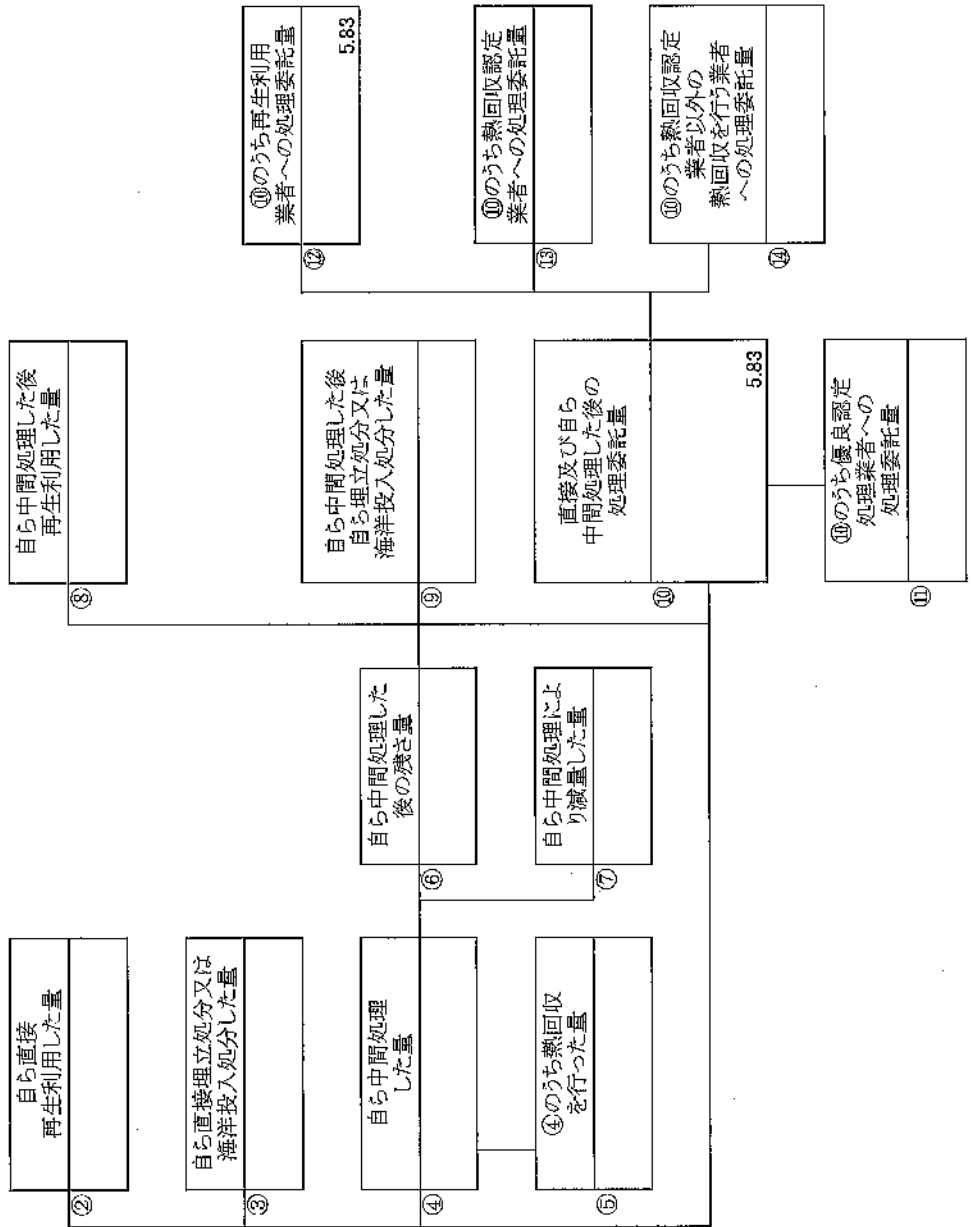 ②
自ら直接
再生利用した量
③
自ら直接埋立処分又は
海洋投入処分した量
④
自ら中間処理
した量
⑤
④のうち熱回収
を行った量
⑥
自ら中間処理した
後の残さ量
⑦
自ら中間処理によ
り減量した量
⑧
自ら中間処理した後
再生利用した量
⑨
自ら中間処理した後
自ら埋立処分又は
海洋投入処分した量
⑩
直接及び自ら
中間処理した後の
処理委託量
5.83
⑪
⑩のうち優良認定
処理業者への
処理委託量
⑫
⑩のうち再生利用
業者への処理委託量
5.83
⑬
⑩のうち熱回収認定
業者への処理委託量
⑭
⑩のうち熱回収認定
業者以外の
熱回収を行う業者
への処理委託量